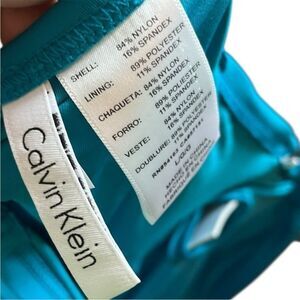 SHELL: 84% NYLON
16% SPANDEX
LINING: 89% POLYESTER
11% SPANDEX
CHAQUETA: 84% NYLON
16% SPANDEX
FORRO: 89% POLYESTER
11% SPANDEX
VESTE: 84% NYLON
16% SPANDEX
DOUBLURE: 89% POLYESTER
11% SPANDEX
L/G/G
MADE IN CHINA
Calvin Klein